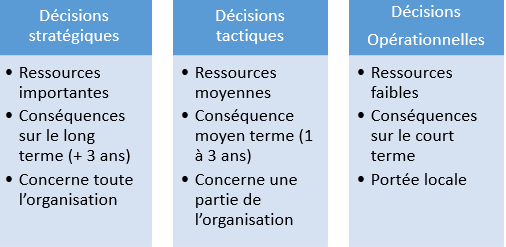 Décisions
stratégiques
• Ressources
importantes
• Conséquences
sur le long
terme (+ 3 ans)
• Concerne toute
l'organisation
Décisions
tactiques
• Ressources
moyennes
• Conséquence
moyen terme (1
à 3 ans)
• Concerne une
partie de
l'organisation
Décisions
Opérationnelles
• Ressources
faibles
• Conséquences
sur le court
terme
• Portée locale